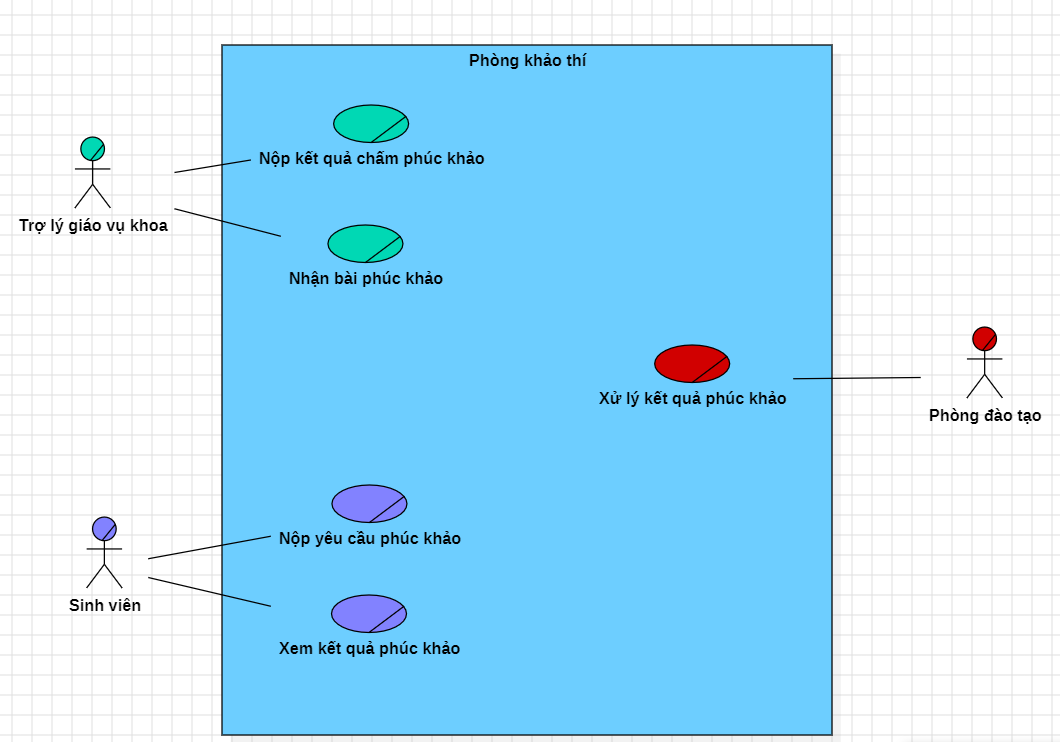 Phòng khảo thí
Nộp kết quả chấm phúc khảo
Trợ lý giáo vụ khoa
Nhận bài phúc khảo
Xử lý kết quả phúc khảo
Phòng đào tạo
Nộp yêu cầu phúc khảo
Sinh viên
Xem kết quả phúc khảo